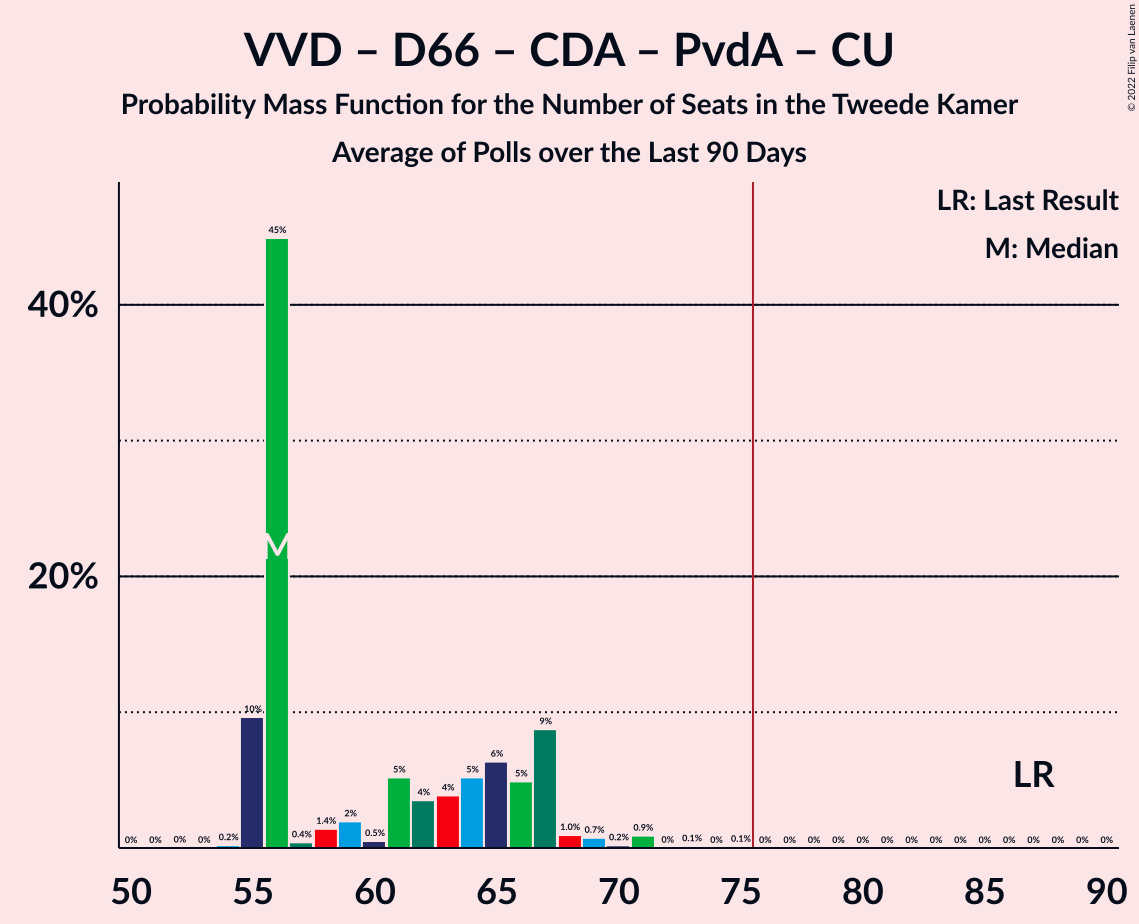 VVD – D66 – CDA – PvdA – CU
Probability Mass Function for the Number of Seats in the Tweede Kamer
Average of Polls over the Last 90 Days
© 2022 Filip van Laenen
LR: Last Result
M: Median
40%
20%
0% 0% 0% 0% 0.2% 10% 45% 0.4% 1.4% 2% 0.5% 5% 4% 4% 5% 6% 5% 9% 1.0% 0.7% 0.2% 0.9% 0% 0.1% 0% 0.1% 0% 0% 0% 0% 0% 0% 0% 0% 0% 0% 0% 0% 0% 0% 0%
M
LR
50 55 60 65 70 75 80 85 90